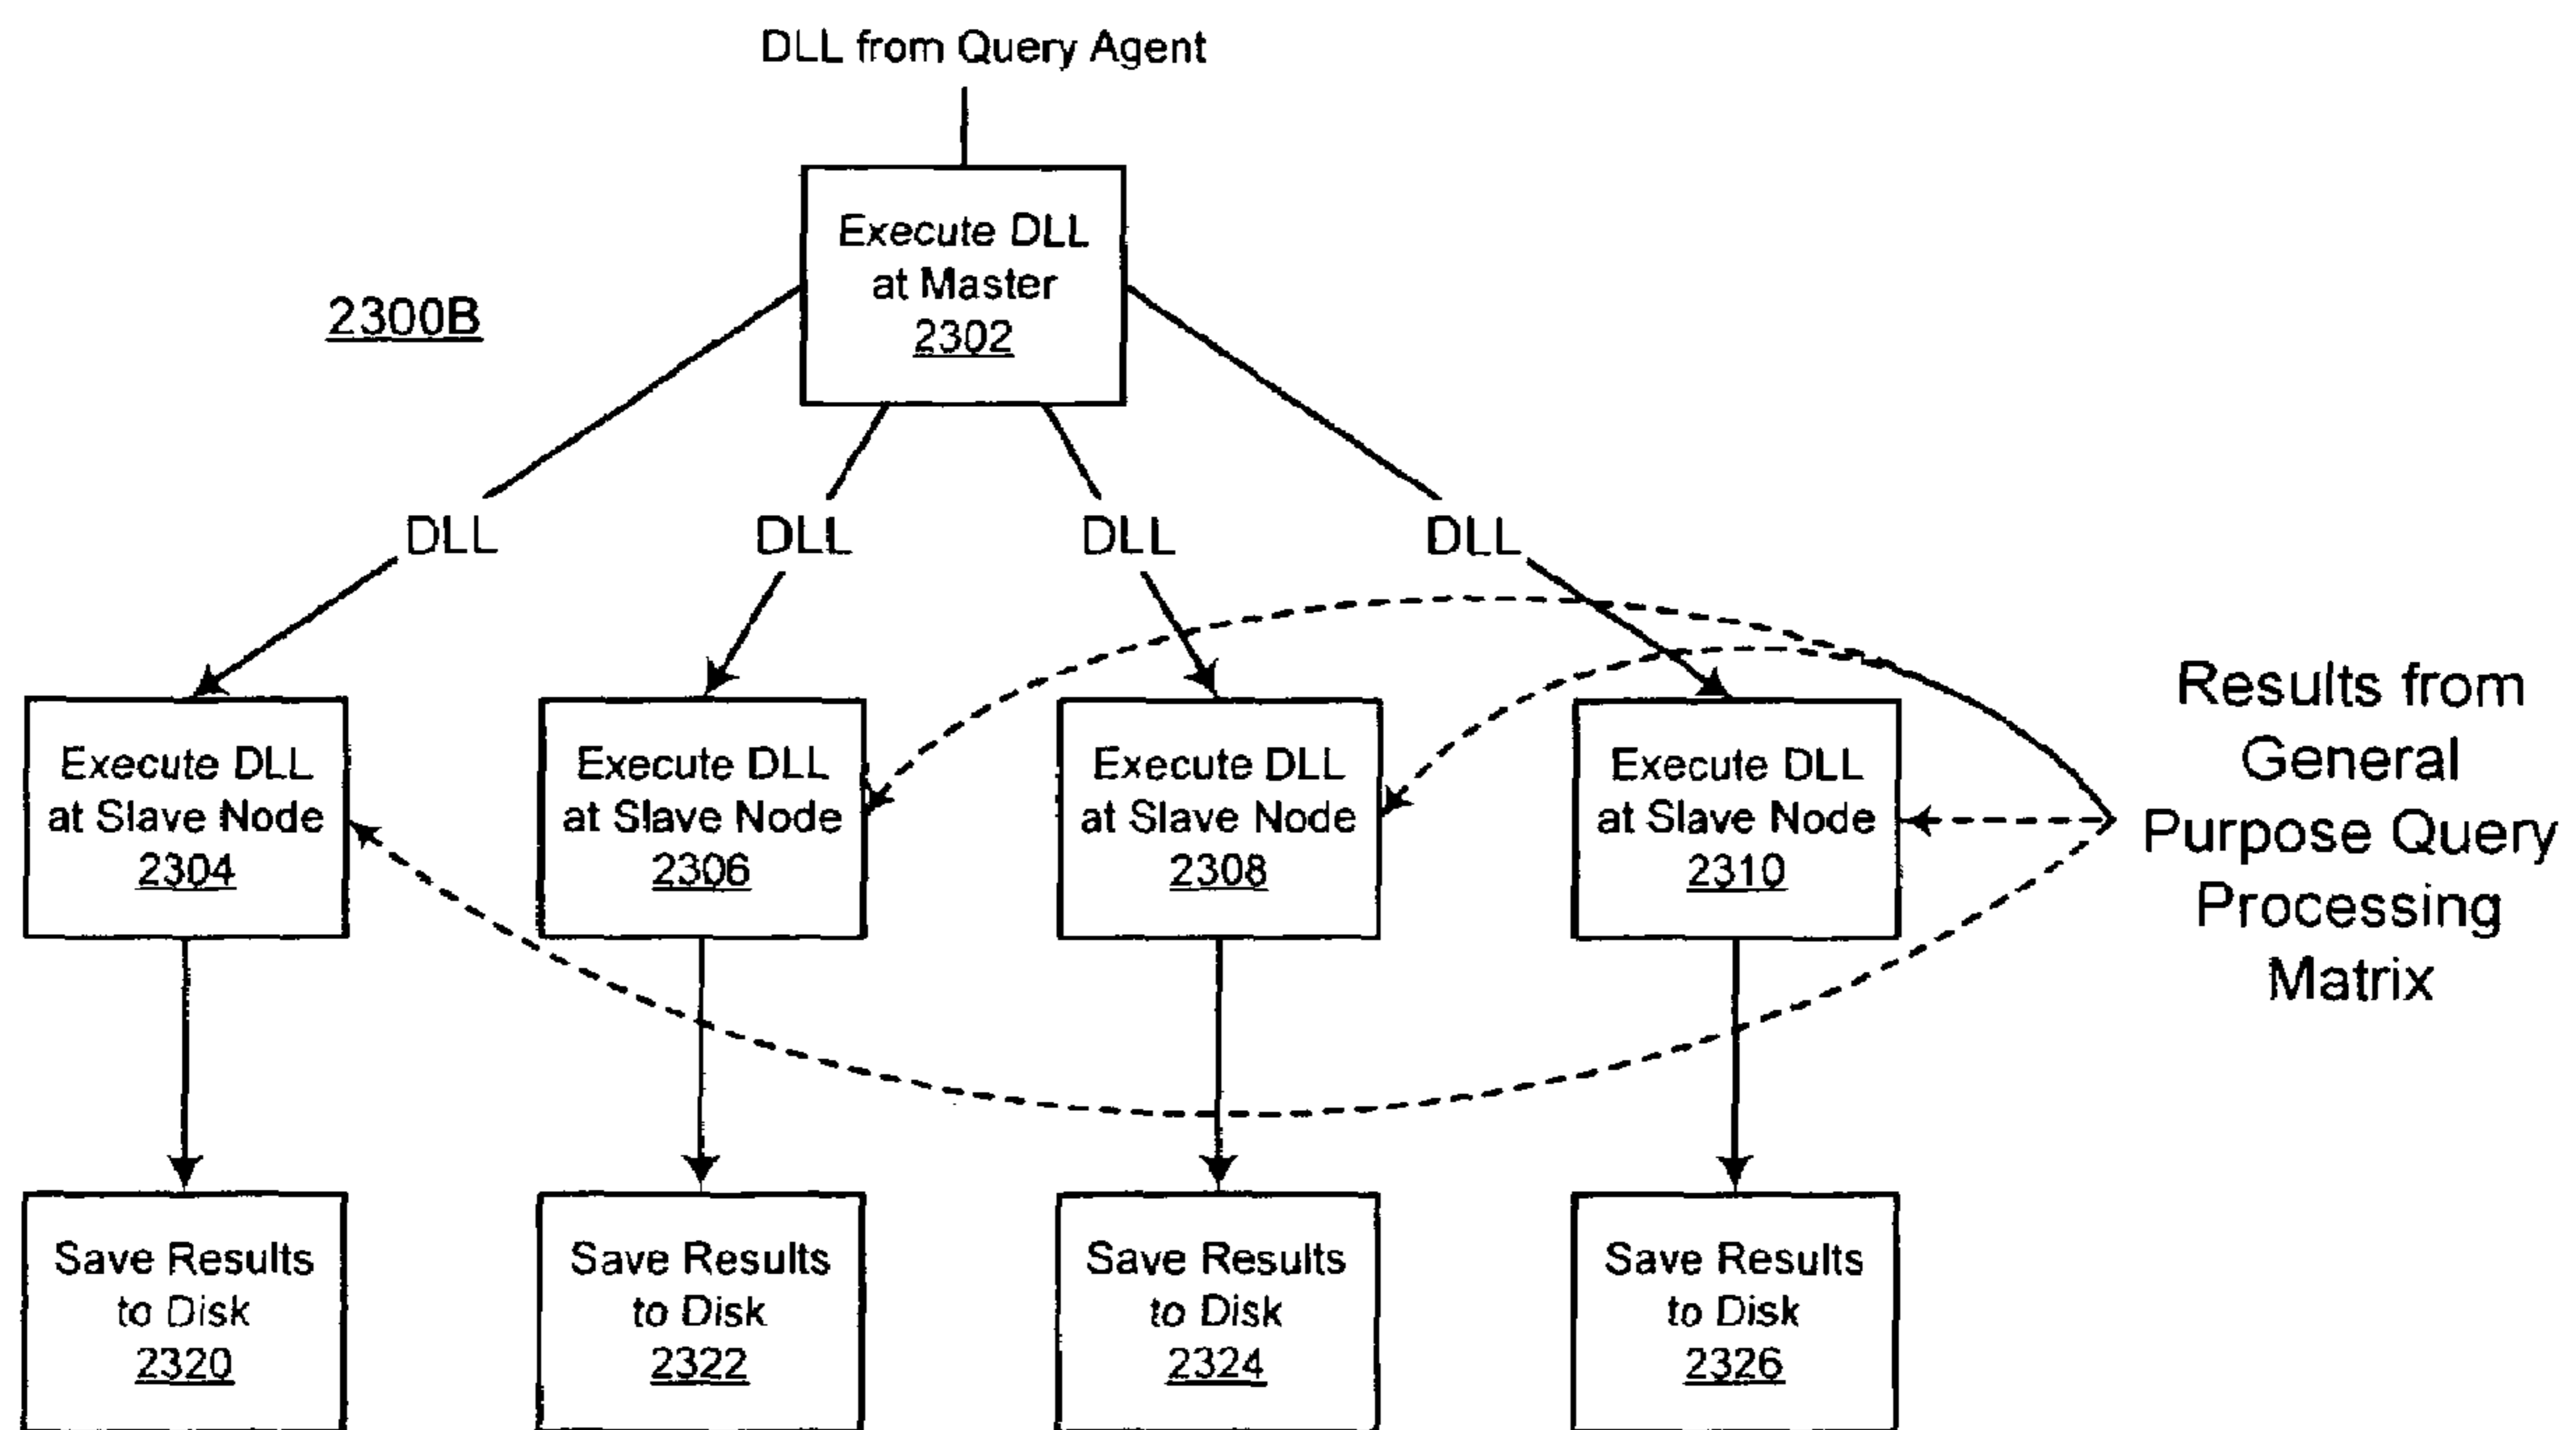 DLL from Query Agent
Execute DLL
at Master
2302
2300B
DLL
DLL
DLL
DLL
Execute DLL
at Slave Node
2304
Execute DLL
at Slave Node
2306
Execute DLL
at Slave Node
2308
Execute DLL
at Slave Node
2310
Results from
General
Purpose Query
Processing
Matrix
Save Results
to Disk
2320
Save Results
to Disk
2322
Save Results
to Disk
2324
Save Results
to Disk
2326